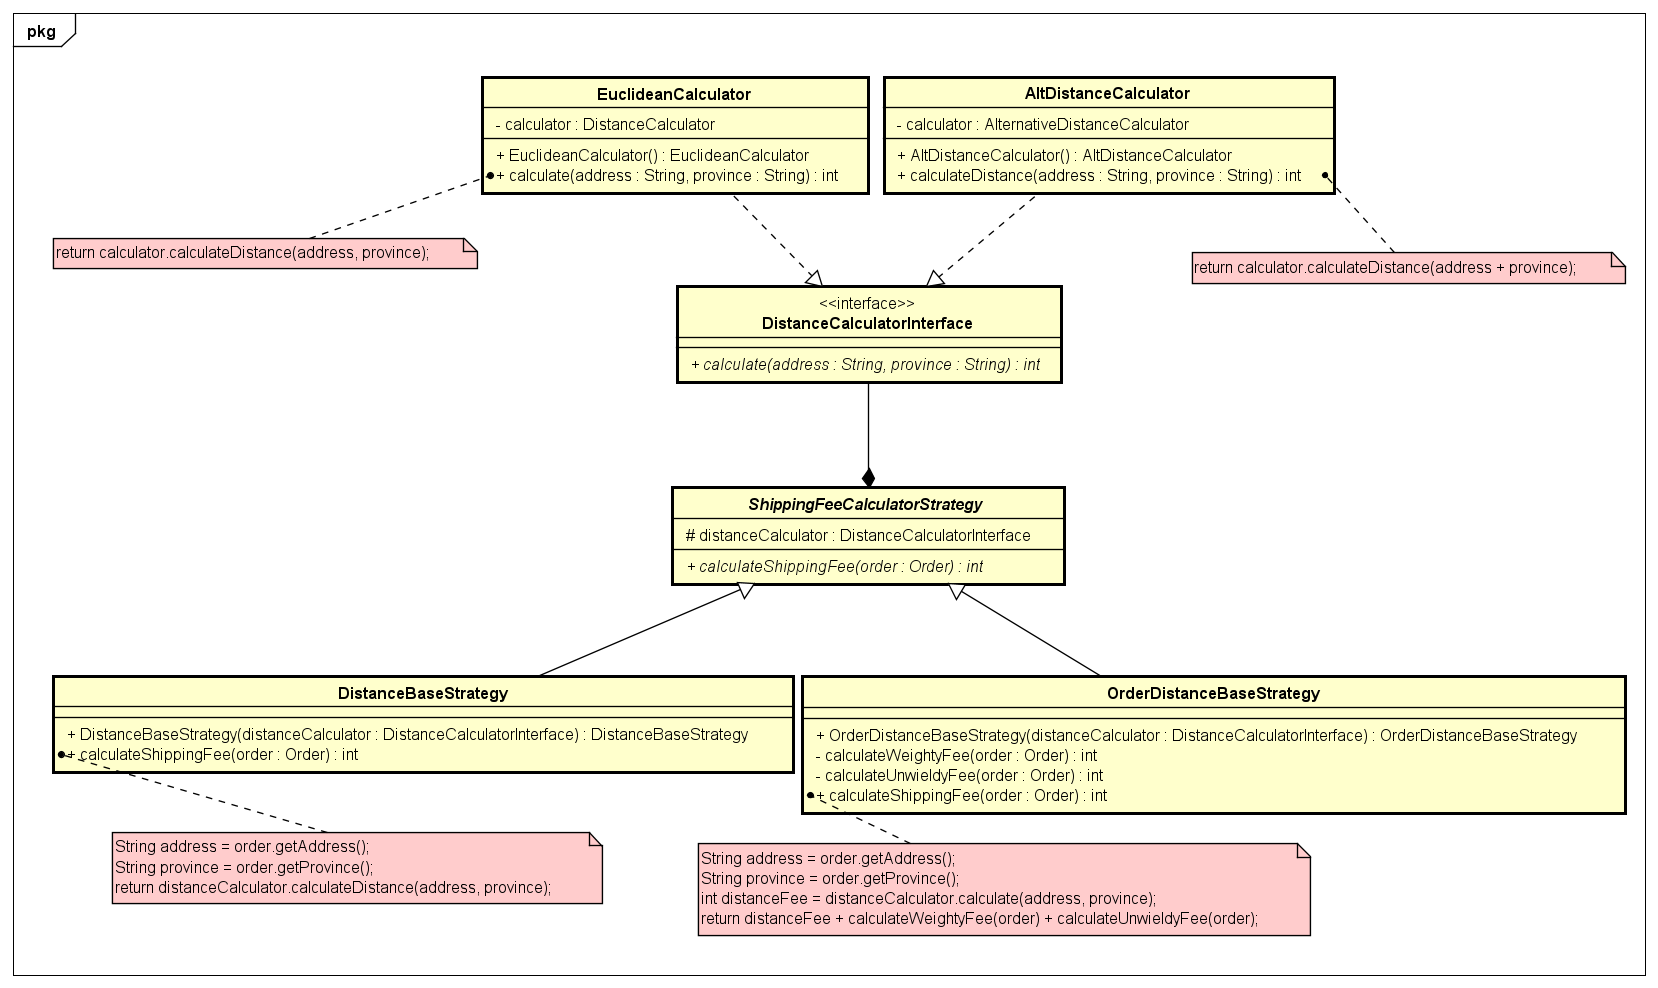 pkg
EuclideanCalculator
- calculator : DistanceCalculator
+ EuclideanCalculator() : EuclideanCalculator
+ calculate(address : String, province : String) : int
AltDistanceCalculator
- calculator : AlternativeDistanceCalculator
+ AltDistanceCalculator() : AltDistanceCalculator
+ calculateDistance(address : String, province : String) : int
return calculator.calculateDistance(address, province);
return calculator.calculateDistance(address + province);
<<interface>>
DistanceCalculatorInterface
+ calculate(address : String, province : String) : int
ShippingFeeCalculatorStrategy
# distanceCalculator : DistanceCalculatorInterface
+ calculateShippingFee(order : Order) : int
DistanceBaseStrategy
+ DistanceBaseStrategy(distanceCalculator : DistanceCalculatorInterface) : DistanceBaseStrategy
+ calculateShippingFee(order : Order) : int
OrderDistanceBaseStrategy
+ OrderDistanceBaseStrategy(distanceCalculator : DistanceCalculatorInterface) : OrderDistanceBaseStrategy
- calculateWeightyFee(order : Order) : int
- calculateUnwieldyFee(order : Order) : int
+ calculateShippingFee(order : Order) : int
String address = order.getAddress();
String province = order.getProvince();
return distanceCalculator.calculateDistance(address, province);
String address = order.getAddress();
String province = order.getProvince();
int distanceFee = distanceCalculator.calculate(address, province);
return distanceFee + calculateWeightyFee(order) + calculateUnwieldyFee(order);